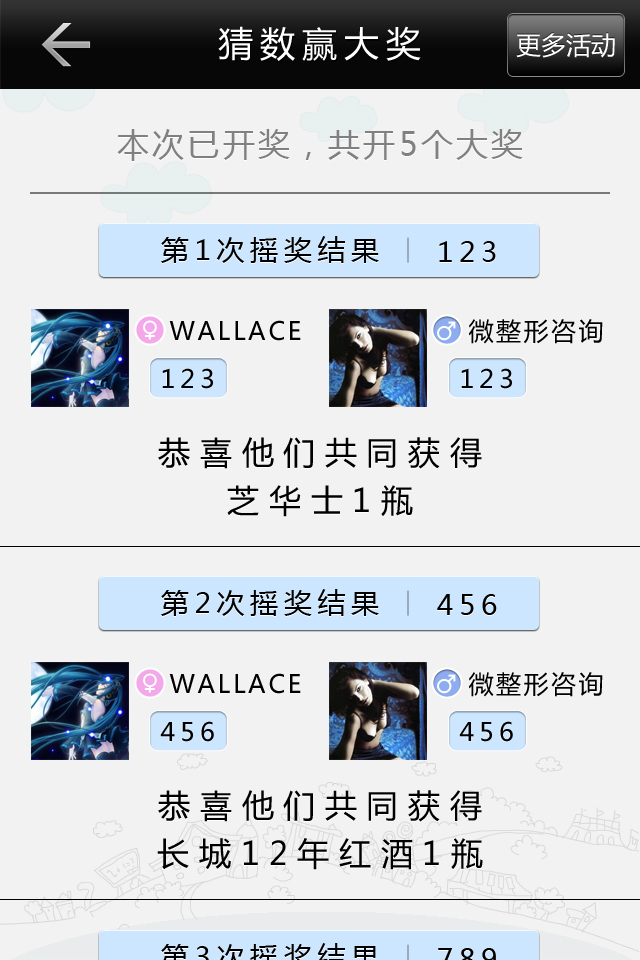 猜数赢大奖
更多活动
本次已开奖，共开5个大奖
第1次摇奖结果 | 123
WALLACE
123
微整形咨询
123
恭喜他们共同获得
芝华士1瓶
第2次摇奖结果 | 456
WALLACE
456
微整形咨询
456
恭喜他们共同获得
长城12年红酒1瓶
第3次摇奖结果 | 789